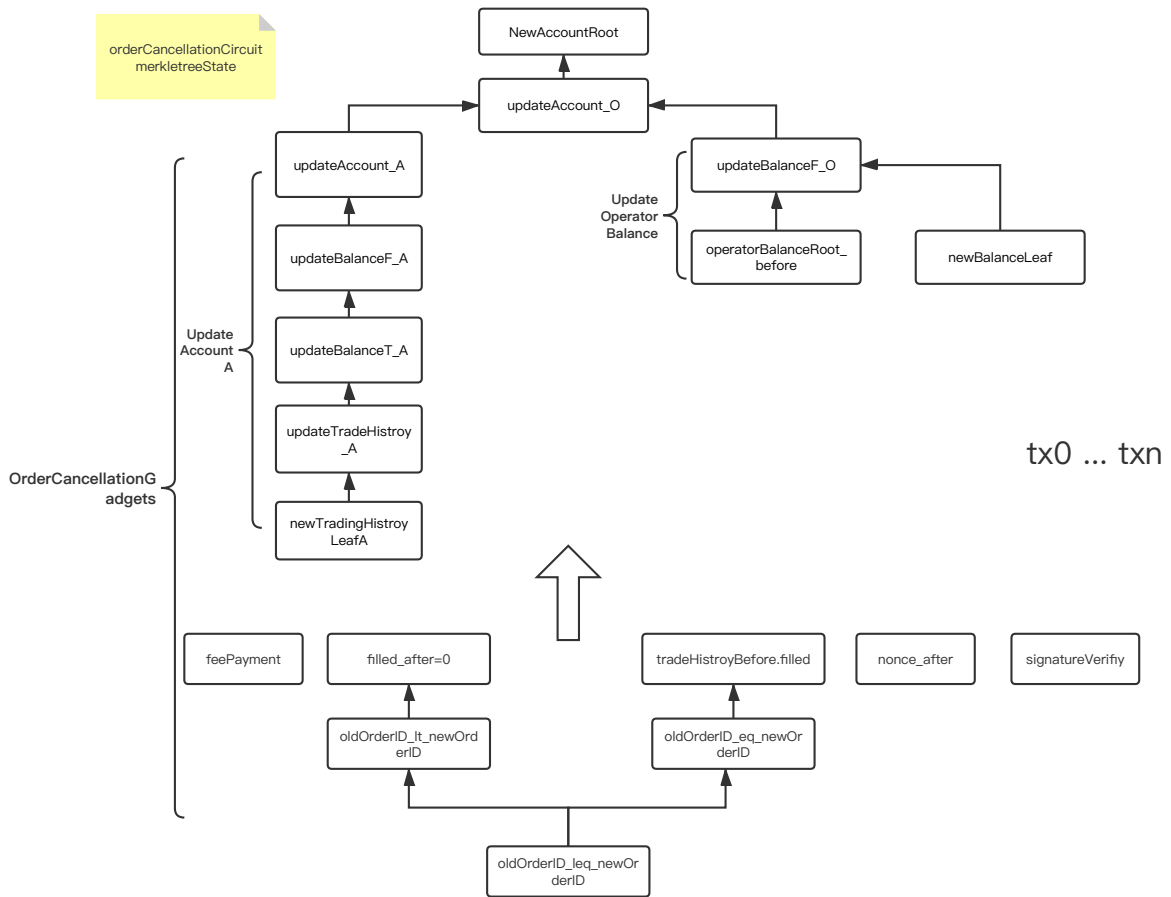 orderCancellationCircuit
merkletreeState
NewAccountRoot
updateAccount_O
updateAccount_A
updateBalanceF_O
Update
Operator
Balance
operatorBalanceRoot_
before
newBalanceLeaf
updateBalanceF_A
Update
Account
A
updateBalanceT_A
updateTradeHistroy
_A
OrderCancellationG
adgets
newTradingHistroy
LeafA
tx0 ... txn
feePayment
filled_after=0
tradeHistroyBefore.filled
nonce_after
signatureVerifiy
oldOrderID_lt_newOrd
erID
oldOrderID_eq_newOr
derID
oldOrderID_leq_newOr
derID